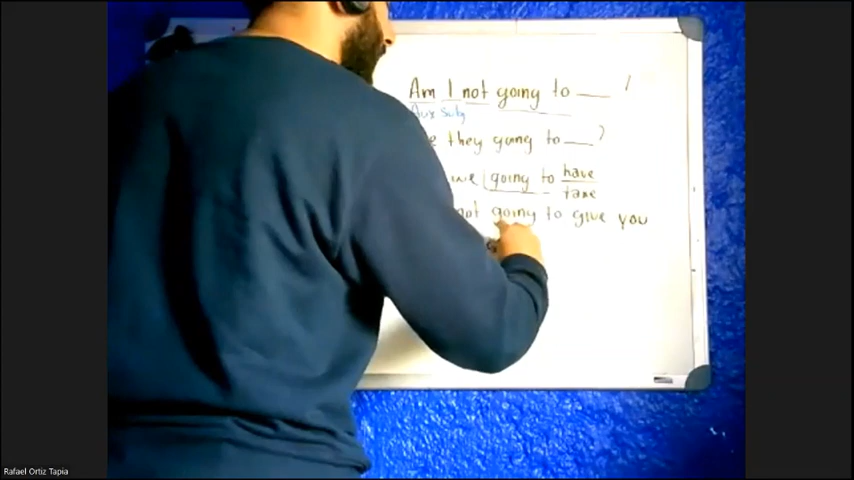 Am I not going to ___ ?
Aux Subj
they going to ___?
we going to have
take
not going to give you
Rafael Ortiz Tapia